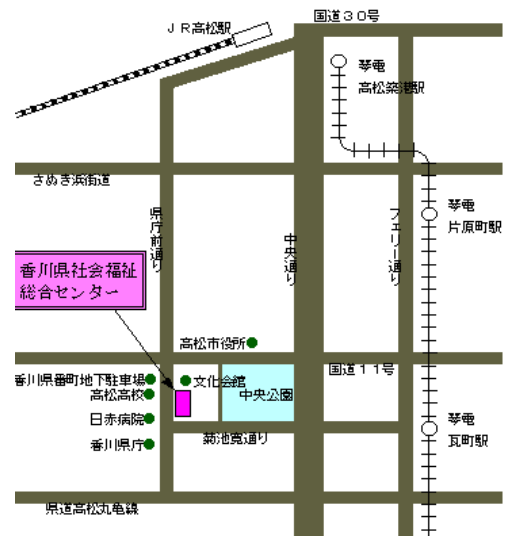 国道30号
JR高松駅
琴電
高松築港駅
さぬき浜街道
県庁前通り
中央通り
フェリー通り
琴電
片原町駅
香川県社会福祉
総合センター
高松市役所
国道11号
香川県番町地下駐車場
文化会館
高松高校
中央公園
日赤病院
琴電
瓦町駅
香川県庁
菊池寛通り
県道高松丸亀線